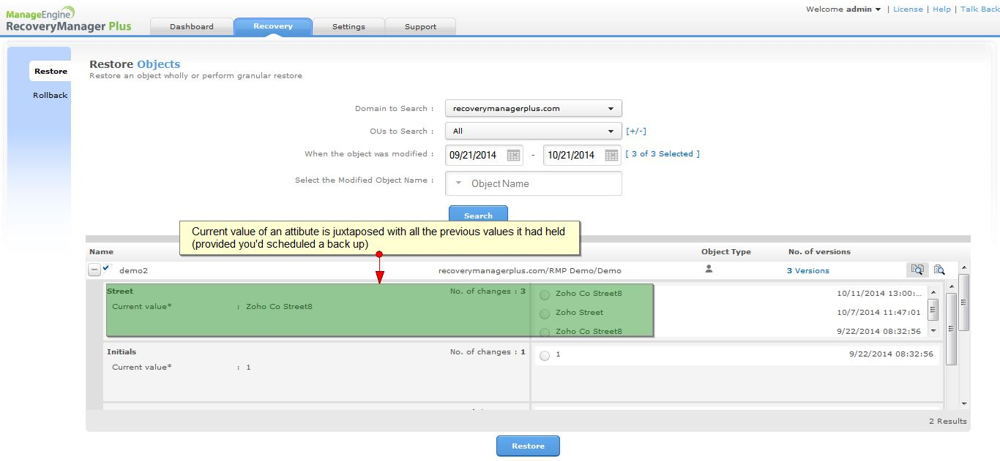 ManageEngine
RecoveryManager Plus
Dashboard Recovery Settings Support
Welcome admin | License | Help | Talk Back
Restore
Rollback
Restore Objects
Restore an object wholly or perform granular restore
Domain to Search : recoverymanagerplus.com
OUs to Search : All [+/-]
When the object was modified : 09/21/2014 - 10/21/2014 [ 3 of 3 Selected ]
Select the Modified Object Name : Object Name
Search
Current value of an attibute is juxtaposed with all the previous values it had held
(provided you'd scheduled a back up)
Name Object Type No. of versions
demo2 recoverymanagerplus.com/RMP Demo/Demo 3 Versions
Street No. of changes : 3
Current value* : Zoho Co Street8
Zoho Co Street8 10/11/2014 13:00:...
Zoho Street 10/7/2014 11:47:01
Zoho Co Street8 9/22/2014 08:32:56
Initials No. of changes : 1
Current value* : 1
1 9/22/2014 08:32:56
2 Results
Restore